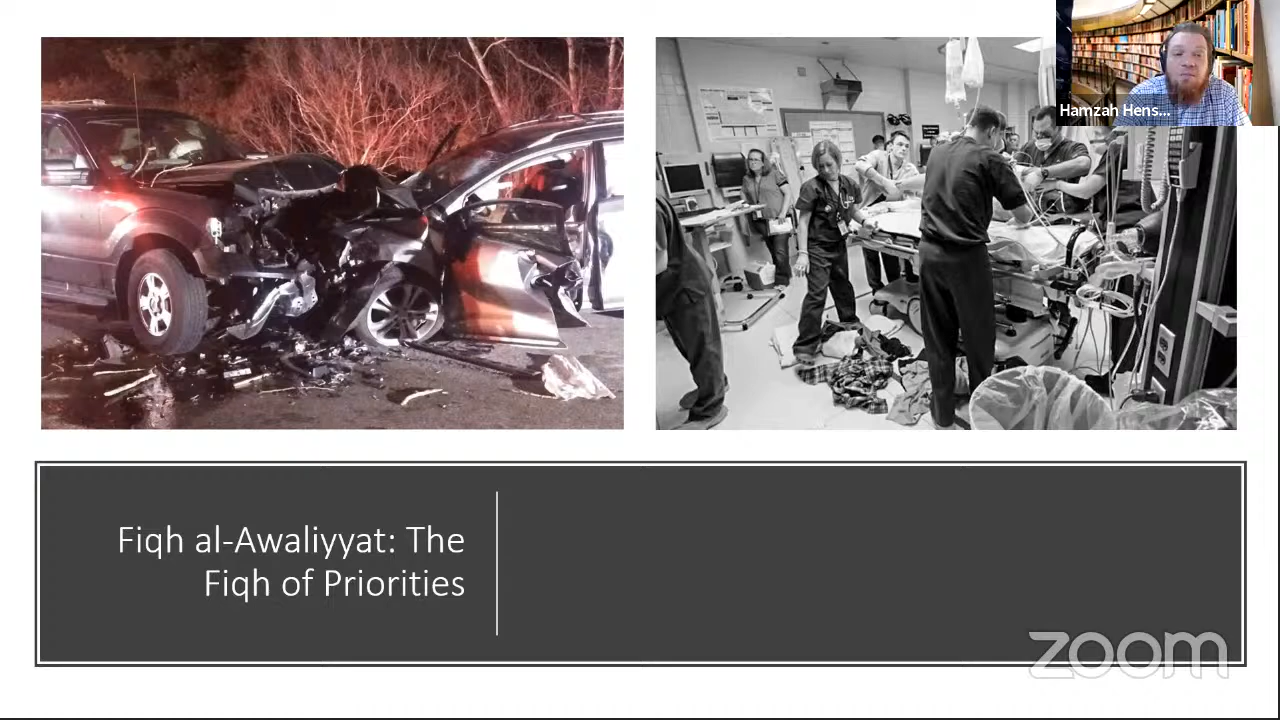 Hamzah Hens...
Fiqh al-Awaliyyat: The
Fiqh of Priorities
zoom